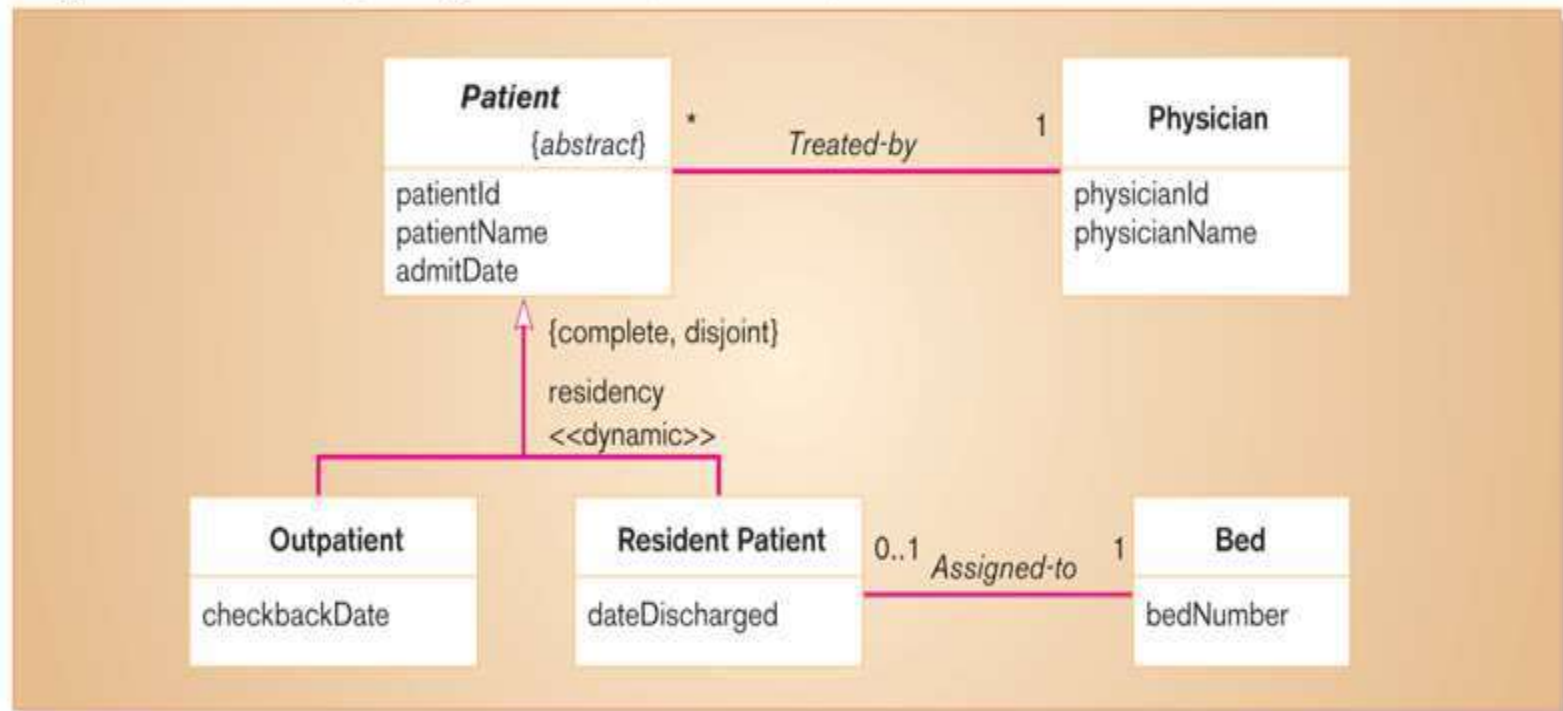 Patient
{abstract}
patientId
patientName
admitDate
*
Treated-by
1
Physician
physicianId
physicianName
{complete, disjoint}
residency
<<dynamic>>
Outpatient
checkbackDate
Resident Patient
dateDischarged
0..1
Assigned-to
1
Bed
bedNumber